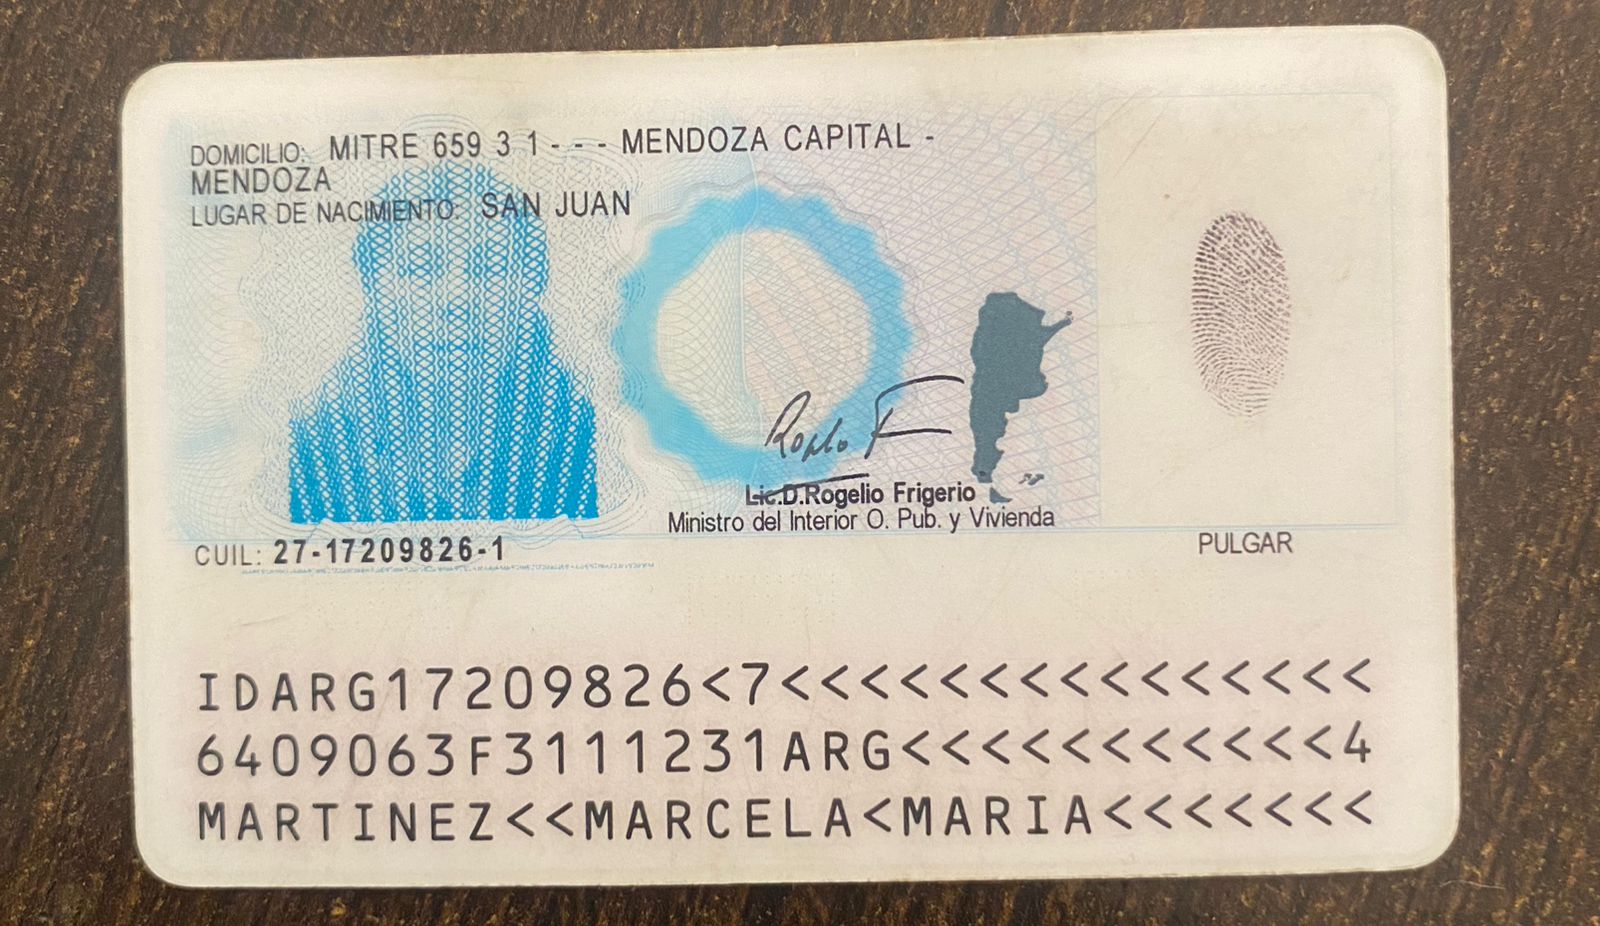 DOMICILIO: MITRE 659 3 1 - - - MENDOZA CAPITAL -
MENDOZA
LUGAR DE NACIMIENTO: SAN JUAN
Lic.D.Rogelio Frigerio
Ministro del Interior O. Pub. y Vivienda
PULGAR
CUIL: 27-17209826-1
IDARG17209826<7<<<<<<<<<<<<<<<
6409063F3111231ARG<<<<<<<<<<<4
MARTINEZ<<MARCELA<MARIA<<<<<<<